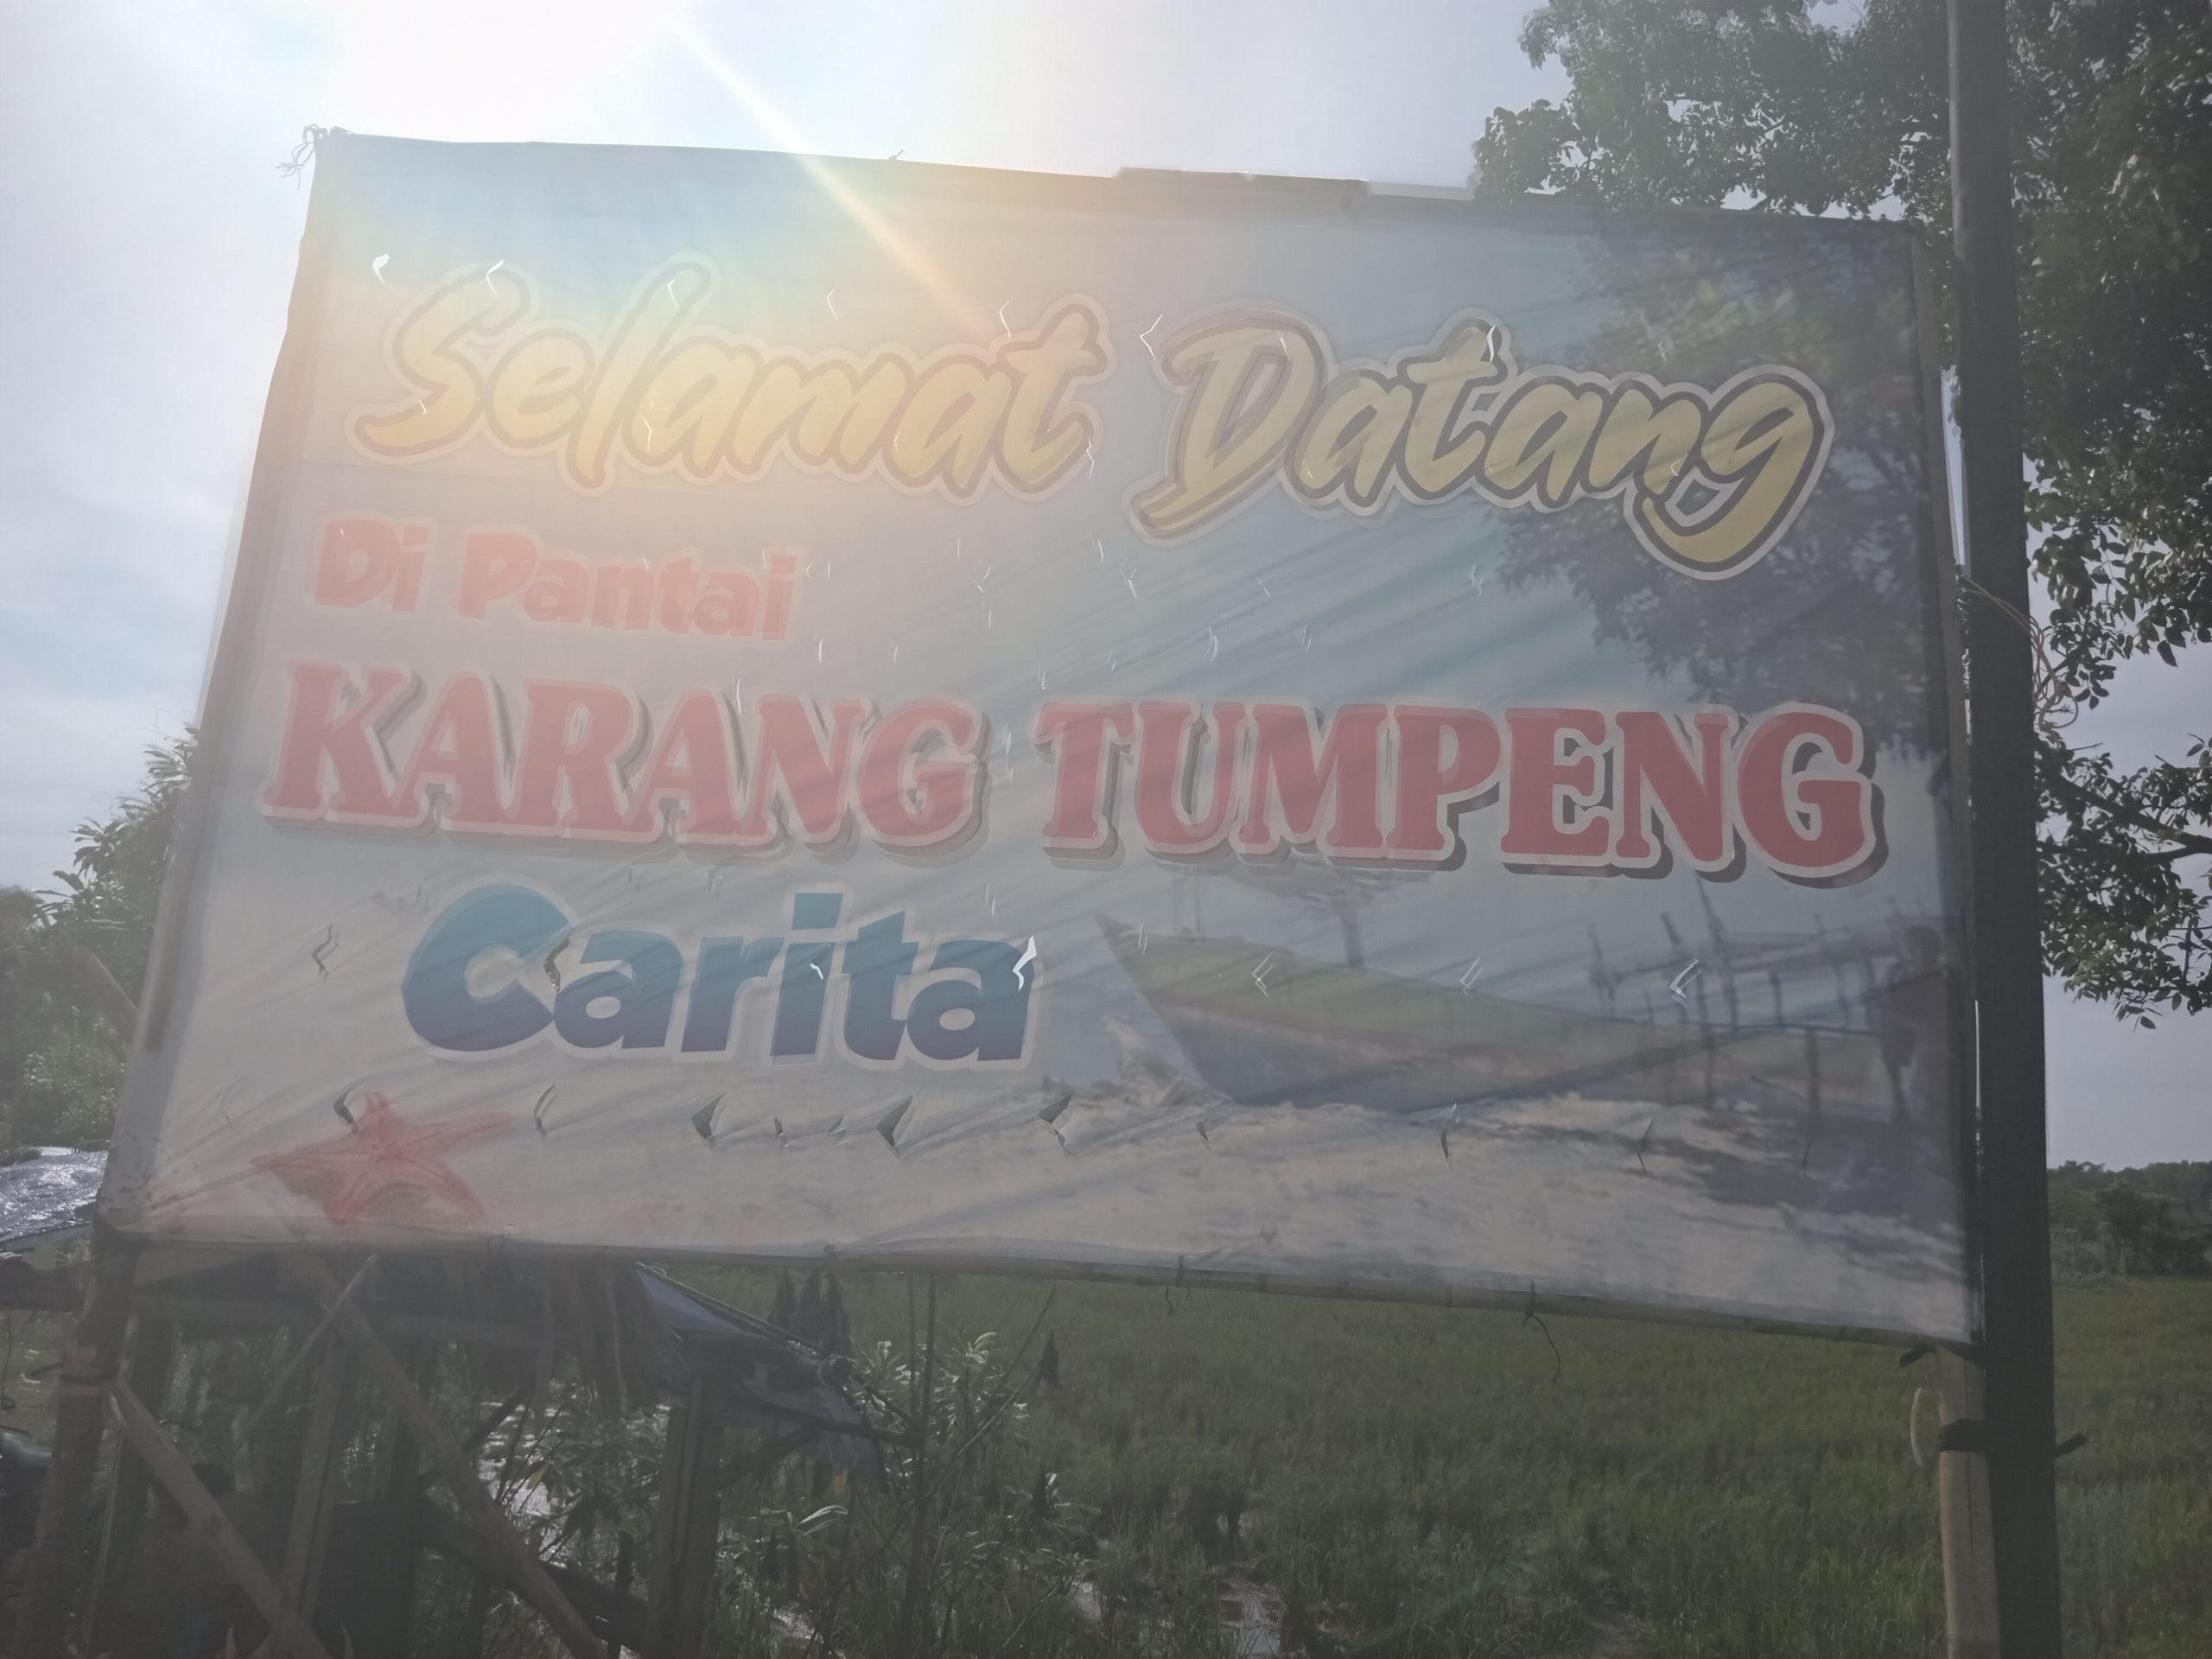 Selamat Datang
Di Pantai
KARANG TUMPENG
Carita